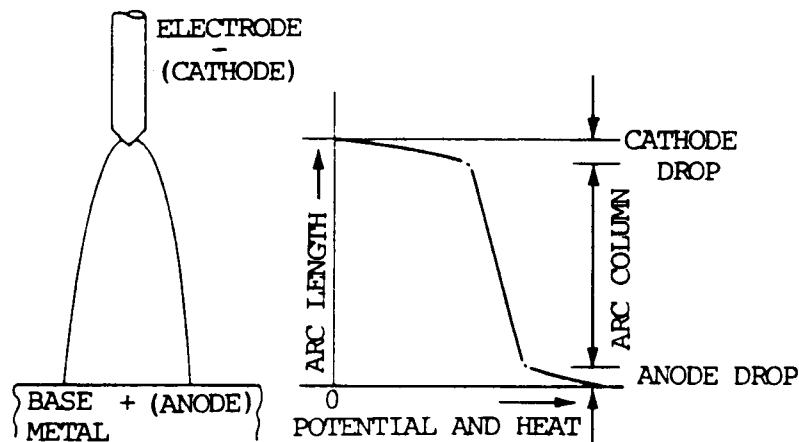 ELECTRODE
-
(CATHODE)
BASE + (ANODE)
METAL
ARC LENGTH
0
POTENTIAL AND HEAT
CATHODE
DROP
ARC COLUMN
ANODE DROP